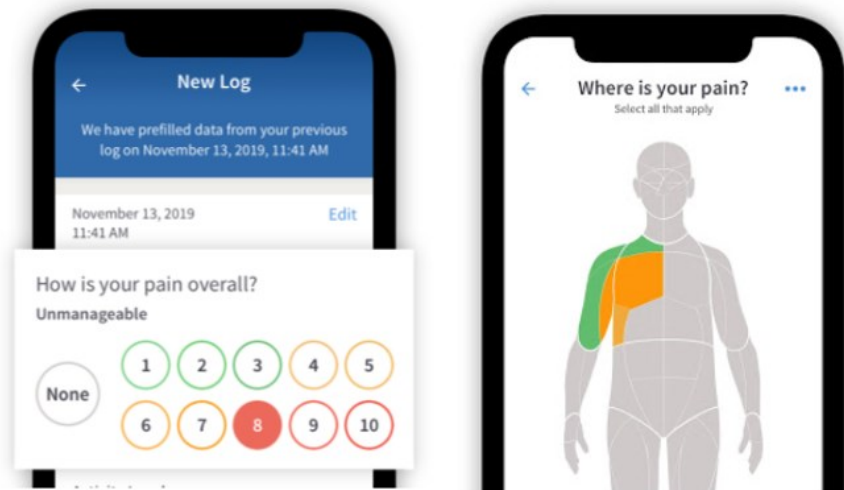 New Log
We have prefilled data from your previous
log on November 13, 2019, 11:41 AM
November 13, 2019
Edit
11:41 AM
How is your pain overall?
Unmanageable
None
1 2 3 4 5
6 7 8 9 10
Where is your pain?
Select all that apply